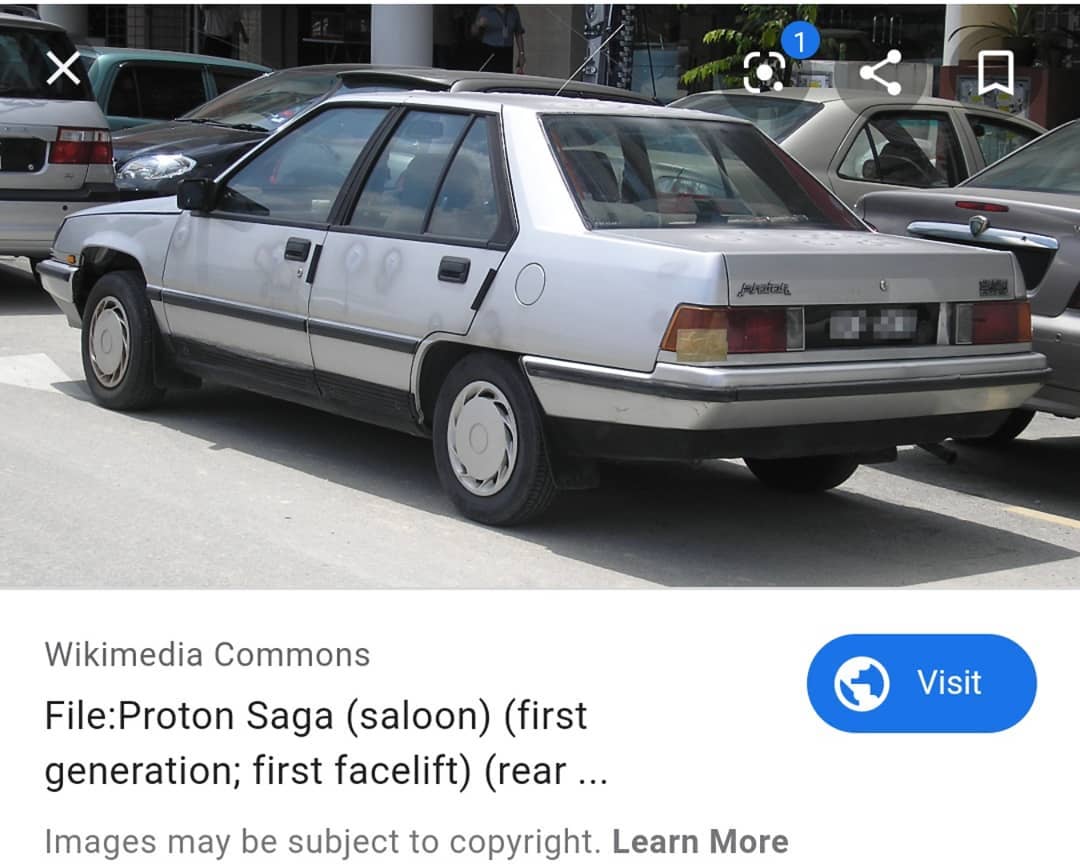 1
Wikimedia Commons
Visit
File:Proton Saga (saloon) (first
generation; first facelift) (rear ...
Images may be subject to copyright. Learn More